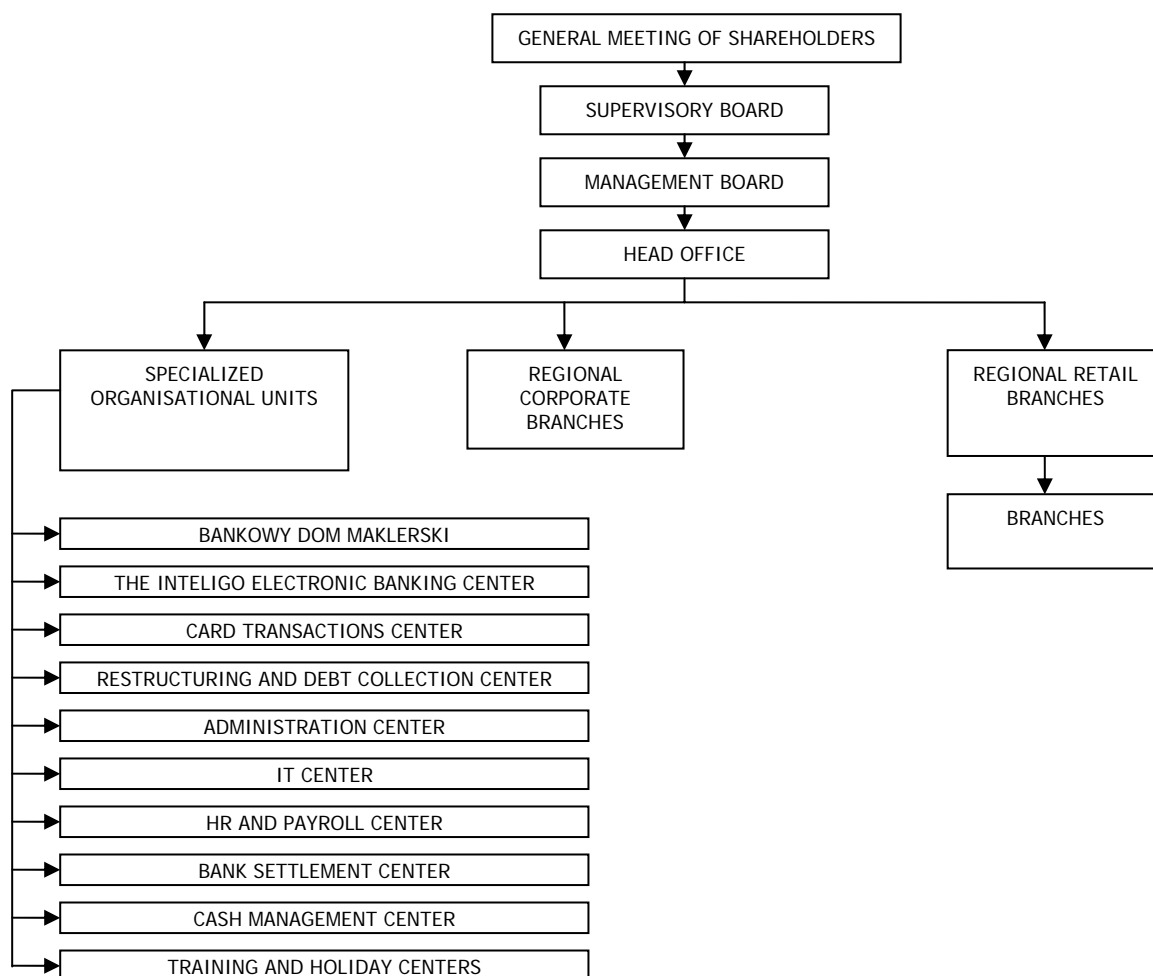 GENERAL MEETING OF SHAREHOLDERS
SUPERVISORY BOARD
MANAGEMENT BOARD
HEAD OFFICE
SPECIALIZED
ORGANISATIONAL UNITS
REGIONAL
CORPORATE
BRANCHES
REGIONAL RETAIL
BRANCHES
BRANCHES
BANKOWY DOM MAKLERSKI
THE INTELIGO ELECTRONIC BANKING CENTER
CARD TRANSACTIONS CENTER
RESTRUCTURING AND DEBT COLLECTION CENTER
ADMINISTRATION CENTER
IT CENTER
HR AND PAYROLL CENTER
BANK SETTLEMENT CENTER
CASH MANAGEMENT CENTER
TRAINING AND HOLIDAY CENTERS